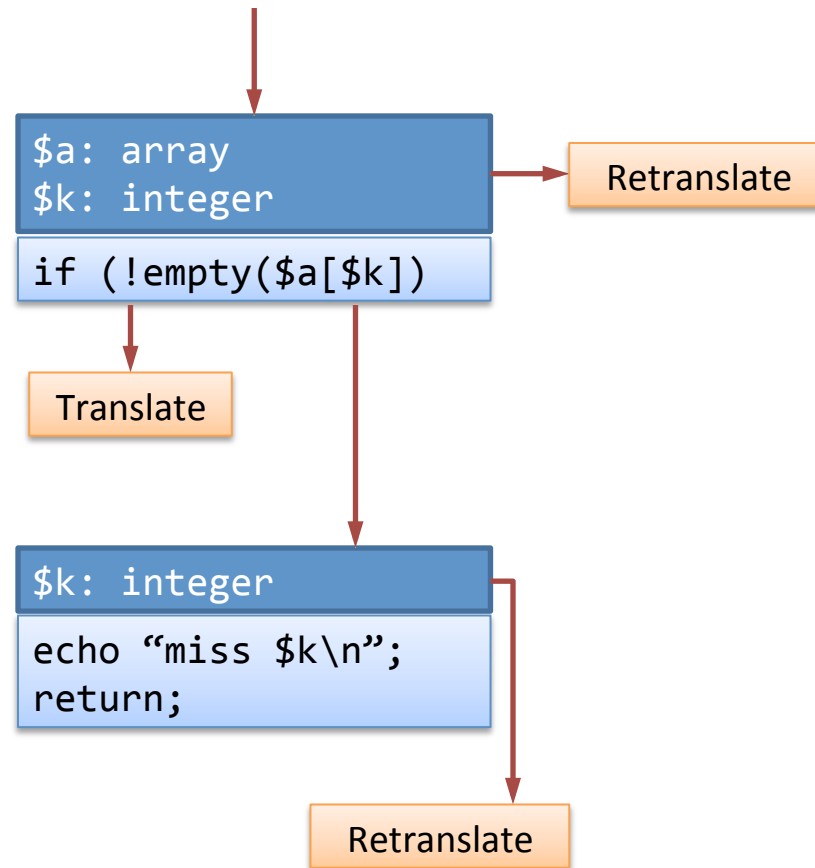 $a: array
$k: integer
Retranslate
if (!empty($a[$k])
Translate
$k: integer
echo “miss $k\n”;
return;
Retranslate